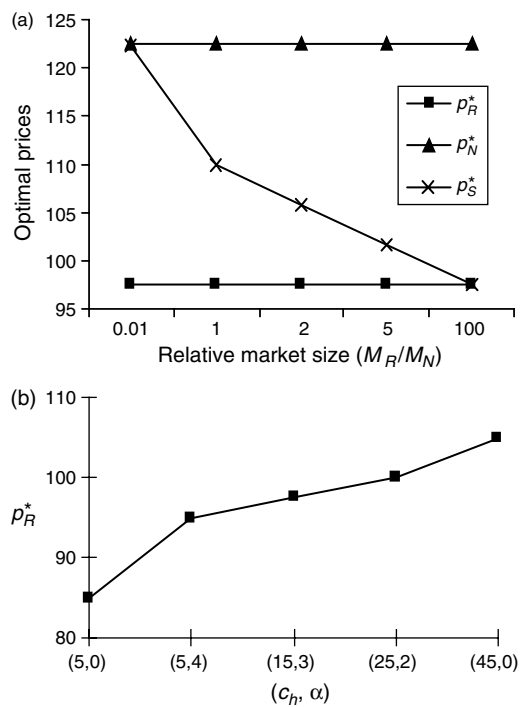 (a)
125
120
115
110
105
100
95
Optimal prices
p*R
p*N
p*S
0.01 1 2 5 100
Relative market size (MR/MN)
(b)
110
100
90
80
p*R
(5,0) (5,4) (15,3) (25,2) (45,0)
(ch, α)